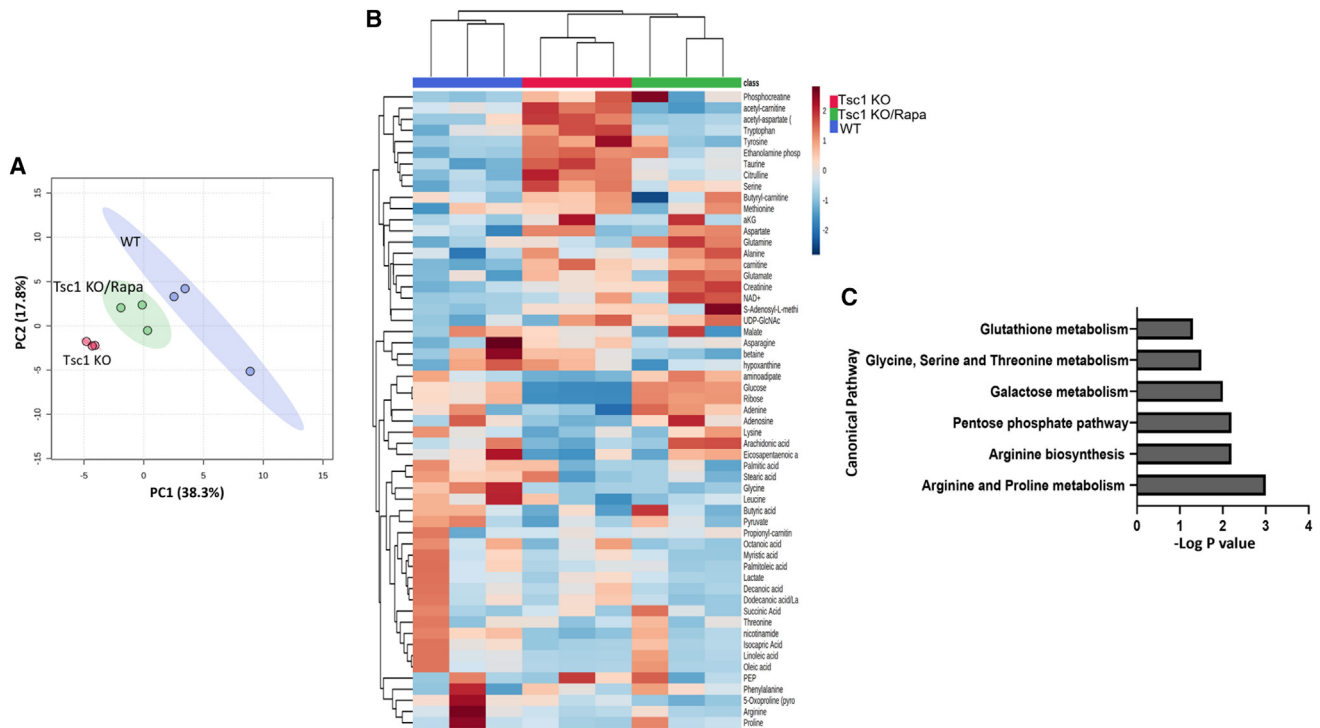 A
15
10
5
0
-5
-10
-15
PC2 (17.8%)
WT
Tsc1 KO/Rapa
Tsc1 KO
-5
0
5
10
15
PC1 (38.3%)
B
class
Phosphocreatine
acetyl-carnitine
acetyl-aspartate (
Tryptophan
Tyrosine
Ethanolamine phosp
Taurine
Citrulline
Serine
Butyryl-carnitine
Methionine
aKG
Aspartate
Glutamine
Alanine
carnitine
Glutamate
Creatinine
NAD+
S-Adenosyl-L-methi
UDP-GlcNAc
Malate
Asparagine
betaine
hypoxanthine
aminoadipate
Glucose
Ribose
Adenine
Adenosine
Lysine
Arachidonic acid
Eicosapentaenoic a
Palmitic acid
Stearic acid
Glycine
Leucine
Butyric acid
Pyruvate
Propionyl-carnitin
Octanoic acid
Myristic acid
Palmitoleic acid
Lactate
Decanoic acid
Dodecanoic acid/La
Succinic Acid
Threonine
nicotinamide
Isocapric Acid
Linoleic acid
Oleic acid
PEP
Phenylalanine
5-Oxoproline (pyro
Arginine
Proline
2
1
0
-1
-2
Tsc1 KO
Tsc1 KO/Rapa
WT
C
Canonical Pathway
Glutathione metabolism
Glycine, Serine and Threonine metabolism
Galactose metabolism
Pentose phosphate pathway
Arginine biosynthesis
Arginine and Proline metabolism
0
1
2
3
4
-Log P value